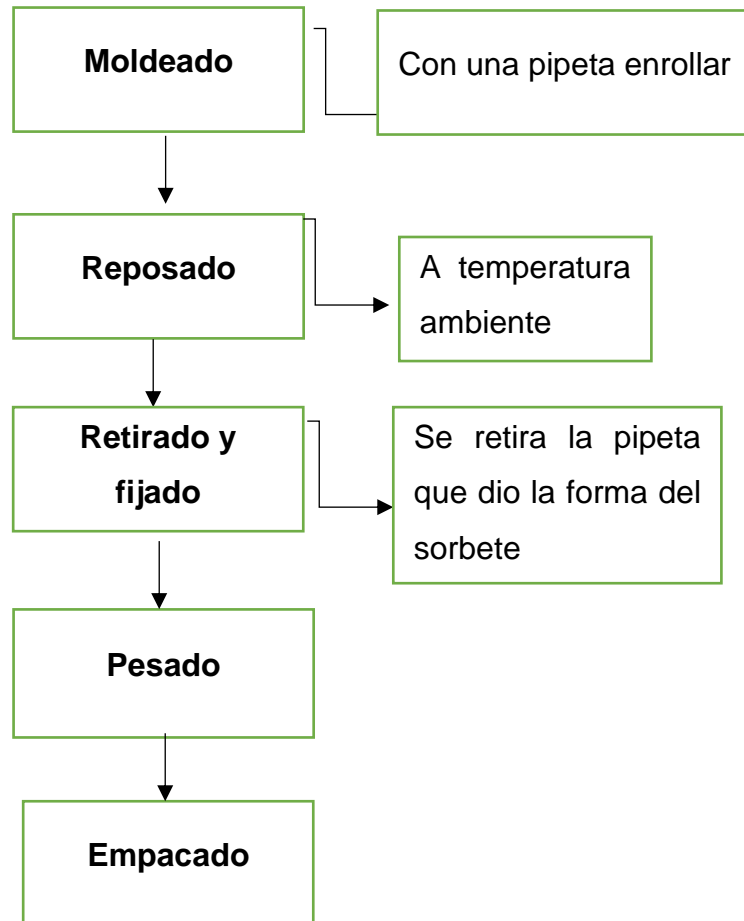 Moldeado
Con una pipeta enrollar
Reposado
A temperatura
ambiente
Retirado y
fijado
Se retira la pipeta
que dio la forma del
sorbete
Pesado
Empacado